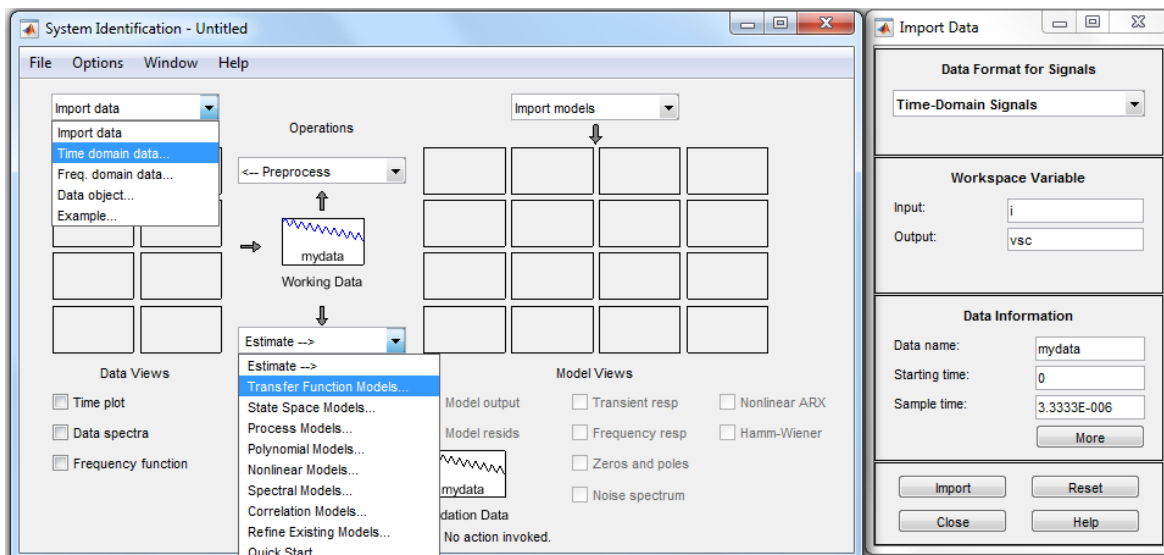 System Identification - Untitled
File Options Window Help
Import data
Import data
Time domain data...
Freq. domain data...
Data object...
Example...
Operations
<-- Preprocess
mydata
Working Data
Estimate -->
Estimate -->
Transfer Function Models...
State Space Models...
Process Models...
Polynomial Models...
Nonlinear Models...
Spectral Models...
Correlation Models...
Refine Existing Models...
Quick Start
Import models
Data Views
Time plot
Data spectra
Frequency function
Model Views
Model output Transient resp Nonlinear ARX
Model resids Frequency resp Hamm-Wiener
Zeros and poles
Noise spectrum
mydata
dation Data
No action invoked.
Import Data
Data Format for Signals
Time-Domain Signals
Workspace Variable
Input: i
Output: vsc
Data Information
Data name: mydata
Starting time: 0
Sample time: 3.3333E-006
More
Import Reset
Close Help